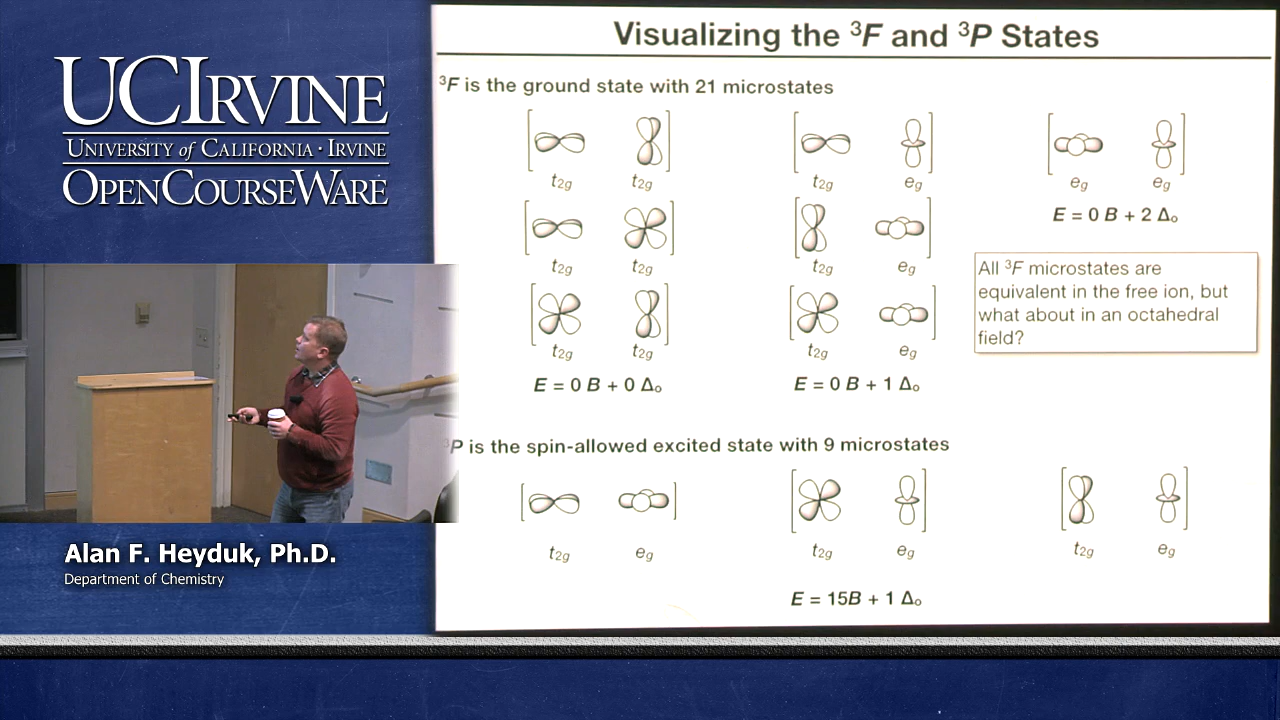 UCIRVINE
UNIVERSITY of CALIFORNIA · IRVINE
OPENCOURSEWARE
Alan F. Heyduk, Ph.D.
Department of Chemistry
Visualizing the ³F and ³P States
³F is the ground state with 21 microstates
t₂g t₂g
t₂g t₂g
t₂g t₂g
E = 0 B + 0 Δₒ
t₂g eg
t₂g eg
t₂g eg
E = 0 B + 1 Δₒ
eg eg
E = 0 B + 2 Δₒ
All ³F microstates are
equivalent in the free ion, but
what about in an octahedral
field?
³P is the spin-allowed excited state with 9 microstates
t₂g eg
t₂g eg
t₂g eg
E = 15B + 1 Δₒ